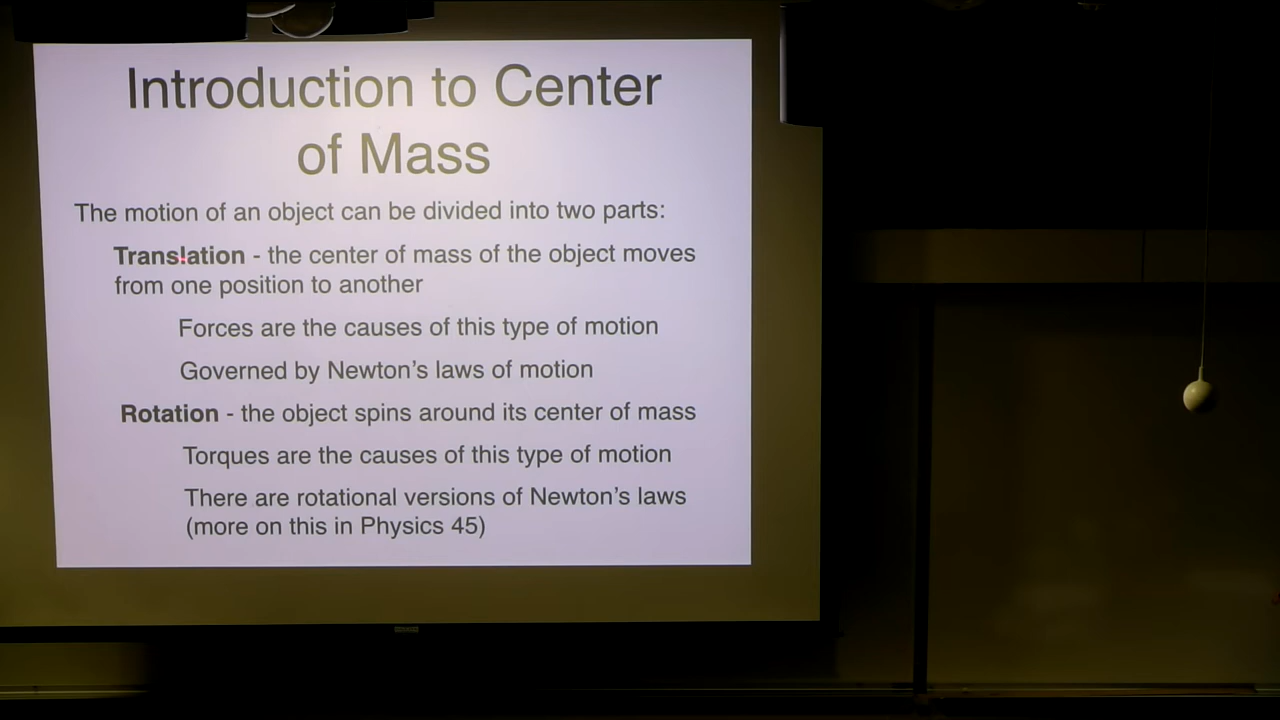 Introduction to Center
of Mass
The motion of an object can be divided into two parts:
Translation - the center of mass of the object moves
from one position to another
Forces are the causes of this type of motion
Governed by Newton's laws of motion
Rotation - the object spins around its center of mass
Torques are the causes of this type of motion
There are rotational versions of Newton's laws
(more on this in Physics 45)